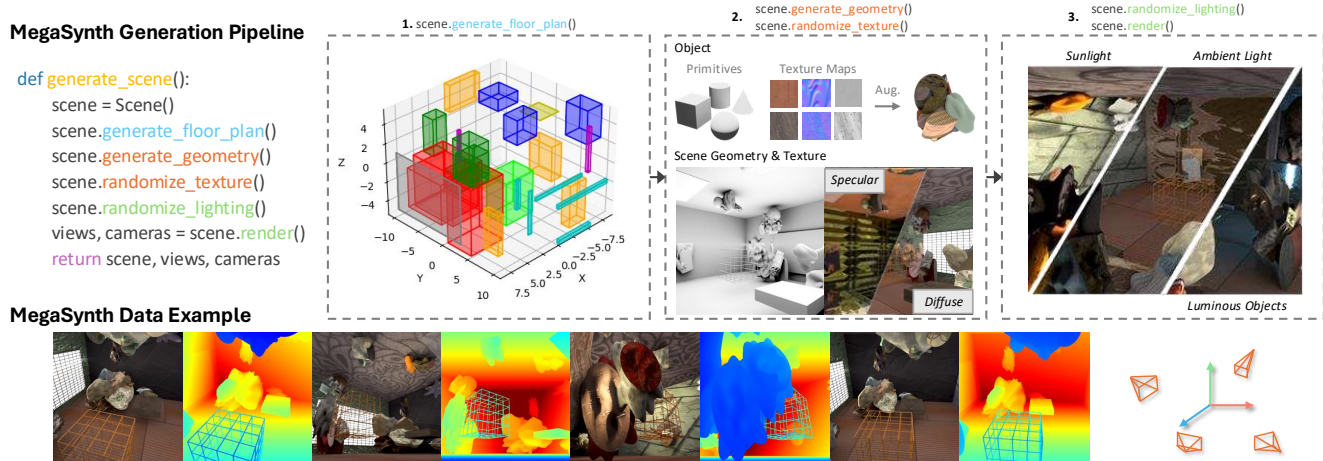 MegaSynth Generation Pipeline
def generate_scene():
scene = Scene()
scene.generate_floor_plan()
scene.generate_geometry()
scene.randomize_texture()
scene.randomize_lighting()
views, cameras = scene.render()
return scene, views, cameras
1. scene.generate_floor_plan()
4
2
0
−2
−4
Z
−10
−5
0
5
10
Y
7.5
5.0
2.5
0.0
−2.5
−5.0
−7.5
X
2. scene.generate_geometry()
scene.randomize_texture()
Object
Primitives
Texture Maps
Aug.
Scene Geometry & Texture
Specular
Diffuse
3. scene.randomize_lighting()
scene.render()
Sunlight
Ambient Light
Luminous Objects
MegaSynth Data Example